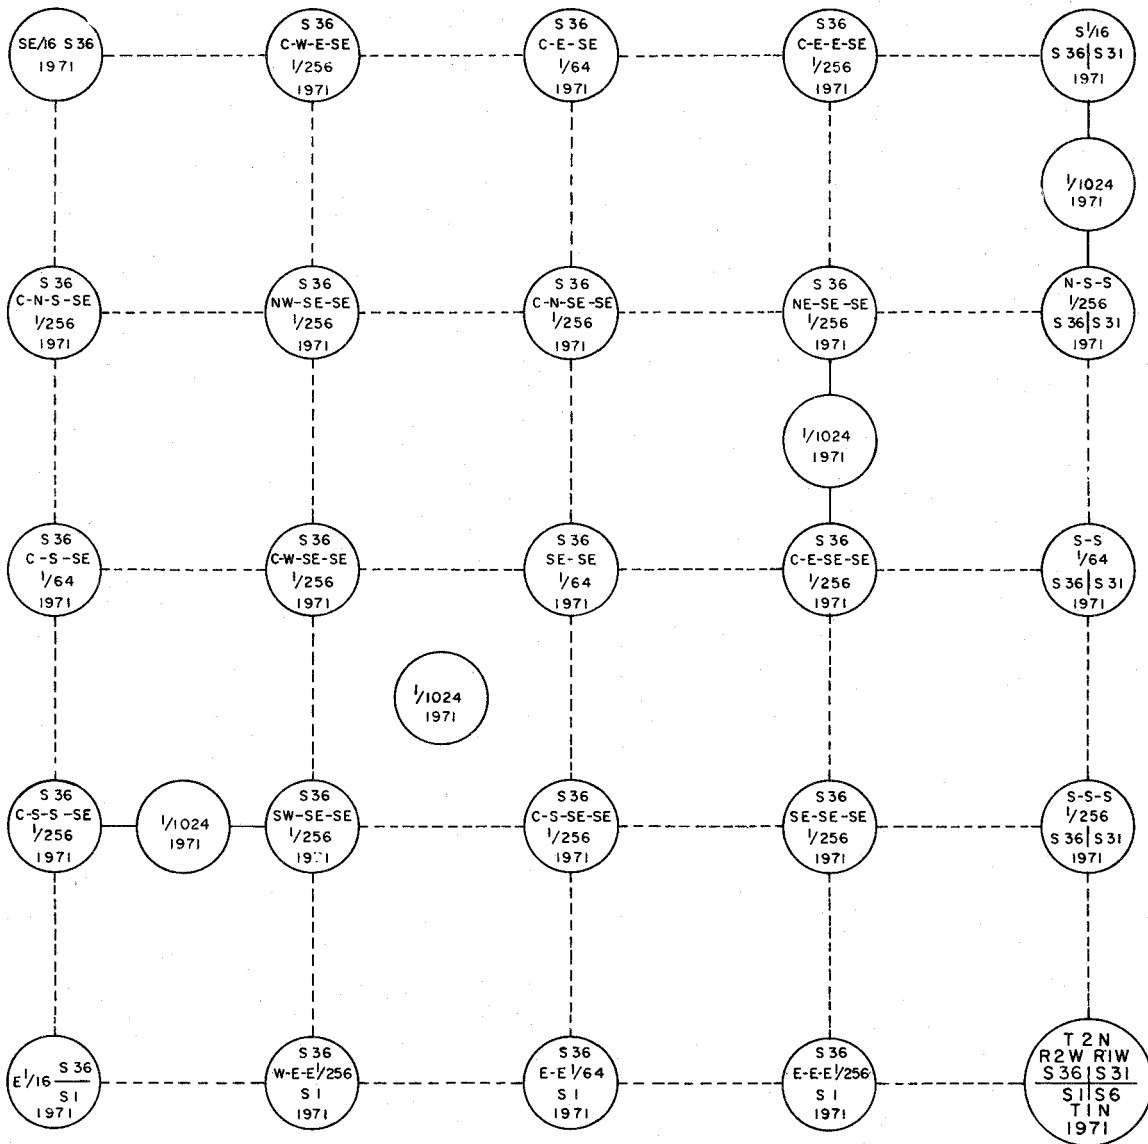 SE/16 S 36
1971
S 36
C-W-E-SE
1/256
1971
S 36
C-E-SE
1/64
1971
S 36
C-E-E-SE
1/256
1971
S 1/16
S 36|S 31
1971
1/1024
1971
S 36
C-N-S-SE
1/256
1971
S 36
NW-SE-SE
1/256
1971
S 36
C-N-SE-SE
1/256
1971
S 36
NE-SE-SE
1/256
1971
N-S-S
1/256
S 36|S 31
1971
1/1024
1971
S 36
C-S-SE
1/64
1971
S 36
C-W-SE-SE
1/256
1971
S 36
SE-SE
1/64
1971
S 36
C-E-SE-SE
1/256
1971
S-S
1/64
S 36|S 31
1971
1/1024
1971
S 36
C-S-S-SE
1/256
1971
1/1024
1971
S 36
SW-SE-SE
1/256
1971
S 36
C-S-SE-SE
1/256
1971
S 36
SE-SE-SE
1/256
1971
S-S-S
1/256
S 36|S 31
1971
S 36
E 1/16
S 1
1971
S 36
W-E-E 1/256
S 1
1971
S 36
E-E 1/64
S 1
1971
S 36
E-E-E 1/256
S 1
1971
T 2 N
R2W R1W
S 36|S 31
S 1|S 6
T 1 N
1971